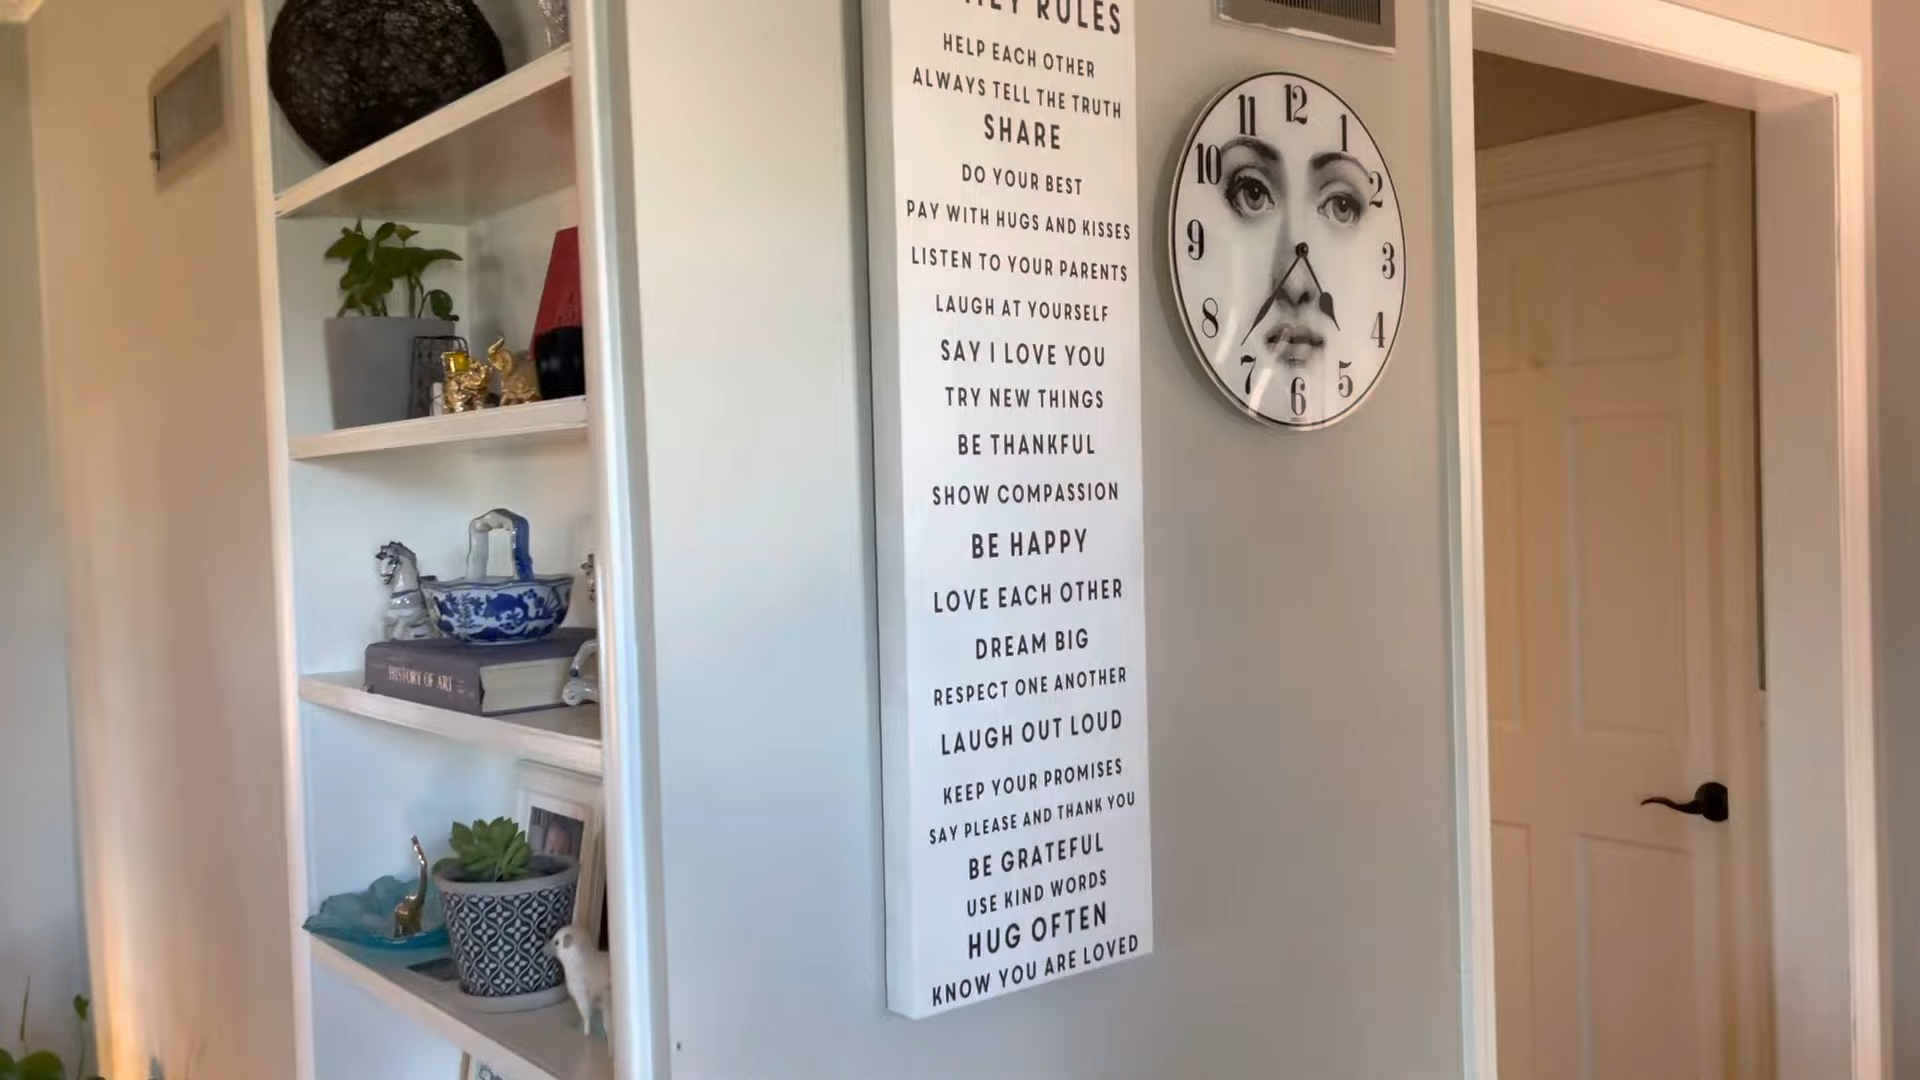 RULES
HELP EACH OTHER
ALWAYS TELL THE TRUTH
SHARE
DO YOUR BEST
PAY WITH HUGS AND KISSES
LISTEN TO YOUR PARENTS
LAUGH AT YOURSELF
SAY I LOVE YOU
TRY NEW THINGS
BE THANKFUL
SHOW COMPASSION
BE HAPPY
LOVE EACH OTHER
DREAM BIG
RESPECT ONE ANOTHER
LAUGH OUT LOUD
KEEP YOUR PROMISES
SAY PLEASE AND THANK YOU
BE GRATEFUL
USE KIND WORDS
HUG OFTEN
KNOW YOU ARE LOVED
12
1
2
3
4
5
6
7
8
9
10
11
HISTORY OF ART